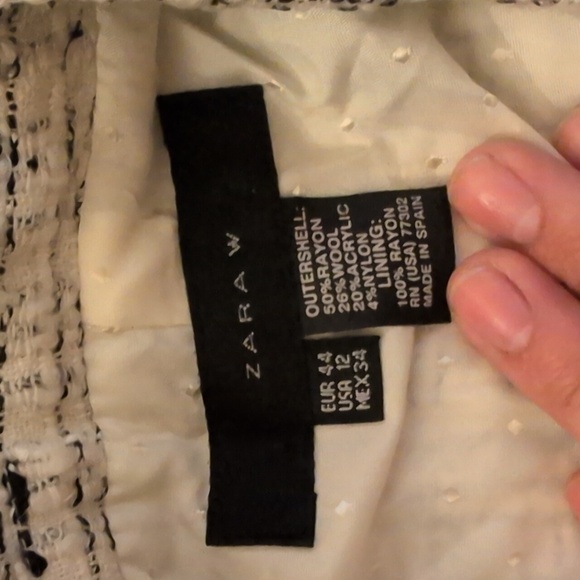 ZARA W
OUTERSHELL:
50%RAYON
26%WOOL
20%ACRYLIC
4%NYLON
LINING:
100% RAYON
RN (USA) 77302
MADE IN SPAIN
EUR 44
USA 12
MEX 34